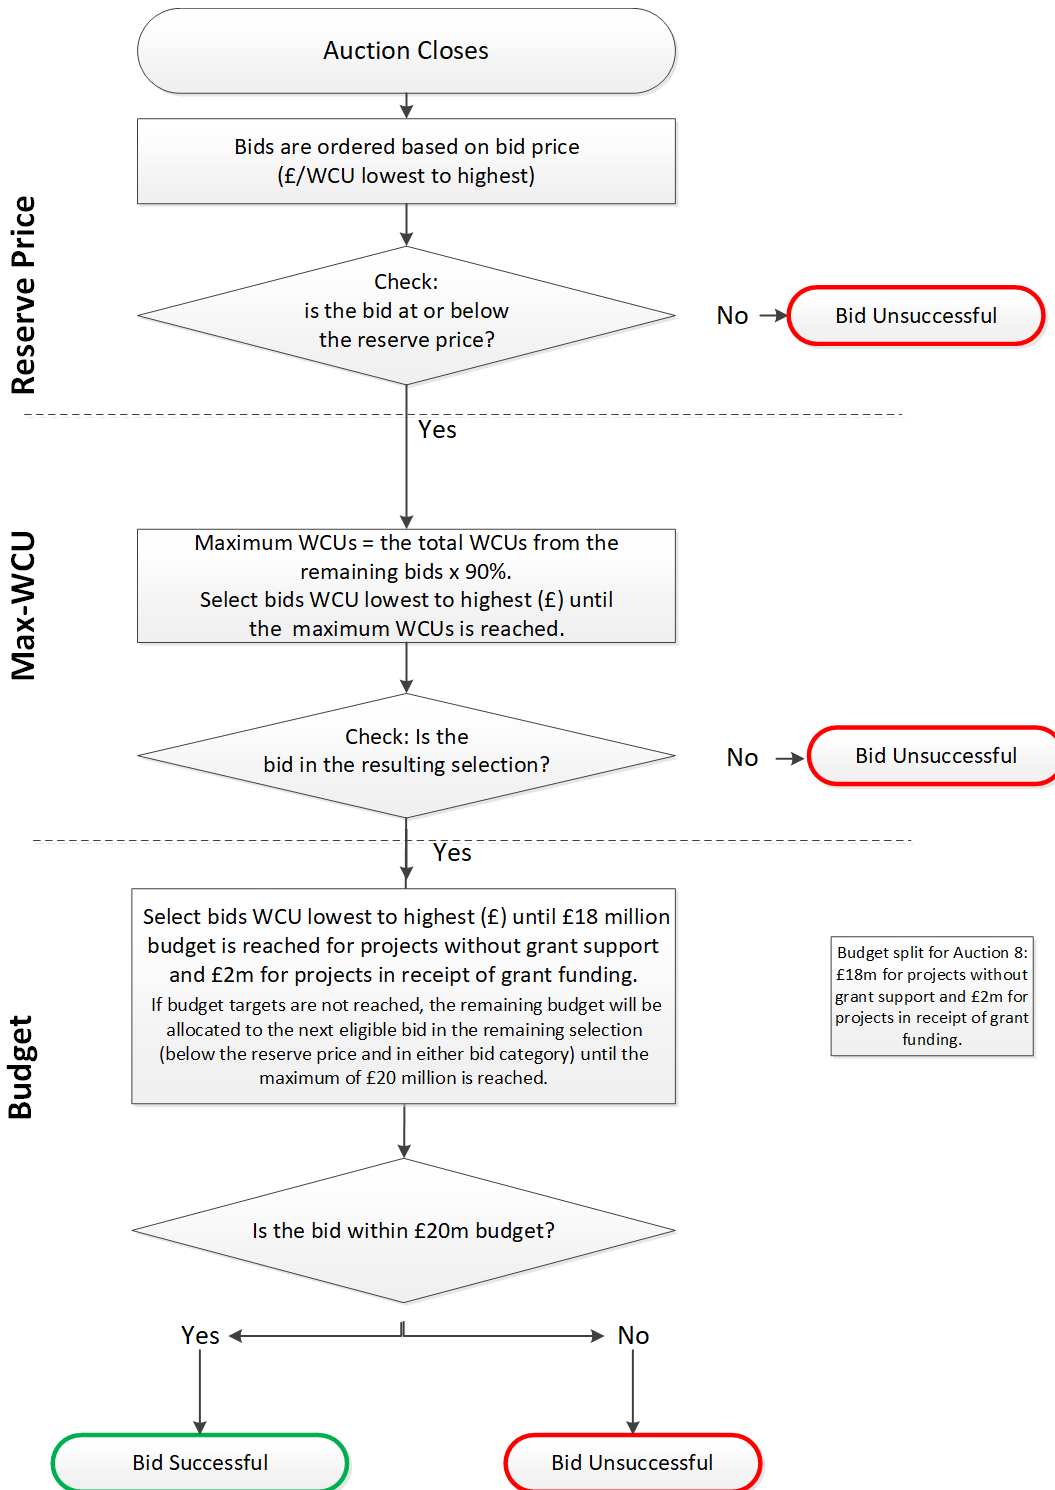 Auction Closes
Bids are ordered based on bid price
(£/WCU lowest to highest)
Reserve Price
Check:
is the bid at or below
the reserve price?
No
Bid Unsuccessful
Yes
Max-WCU
Maximum WCUs = the total WCUs from the
remaining bids x 90%.
Select bids WCU lowest to highest (£) until
the maximum WCUs is reached.
Check: Is the
bid in the resulting selection?
No
Bid Unsuccessful
Yes
Budget
Select bids WCU lowest to highest (£) until £18 million
budget is reached for projects without grant support
and £2m for projects in receipt of grant funding.
If budget targets are not reached, the remaining budget will be
allocated to the next eligible bid in the remaining selection
(below the reserve price and in either bid category) until the
maximum of £20 million is reached.
Budget split for Auction 8:
£18m for projects without
grant support and £2m for
projects in receipt of grant
funding.
Is the bid within £20m budget?
Yes
No
Bid Successful
Bid Unsuccessful